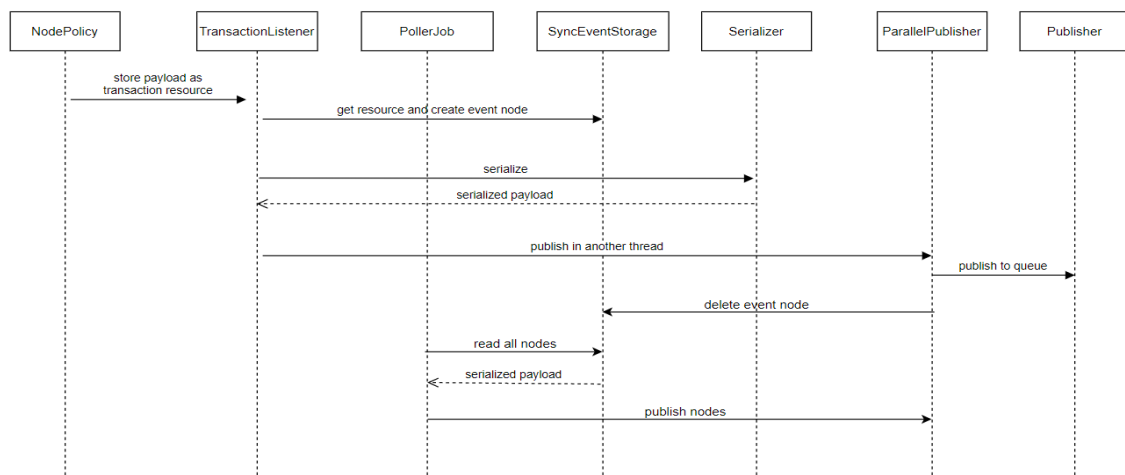 NodePolicy
TransactionListener
PollerJob
SyncEventStorage
Serializer
ParallelPublisher
Publisher
store payload as
transaction resource
get resource and create event node
serialize
serialized payload
publish in another thread
publish to queue
delete event node
read all nodes
serialized payload
publish nodes